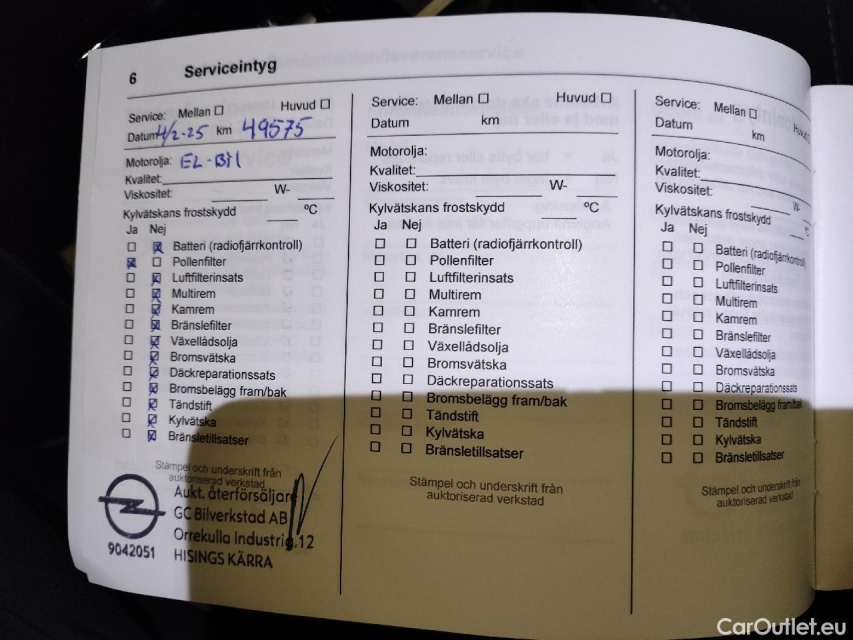 6 Serviceintyg
Service: Mellan ☐ Huvud ☐
Datum 4/2-25 km 49575
Motorolja: EL-Bil
Kvalitet:
Viskositet: W-
Kylvätskans frostskydd ºC
Ja Nej
Batteri (radiofjärrkontroll)
Pollenfilter
Luftfilterinsats
Multirem
Kamrem
Bränslefilter
Växellådsolja
Bromsvätska
Däckreparationssats
Bromsbelägg fram/bak
Tändstift
Kylvätska
Bränsletillsatser
Stämpel och underskrift från
auktoriserad verkstad
Aukt. återförsäljare
GC Bilverkstad AB
Orrekulla Industrig.12
9042051 HISINGS KÄRRA
Service: Mellan ☐ Huvud ☐
Datum km
Motorolja:
Kvalitet:
Viskositet: W-
Kylvätskans frostskydd ºC
Ja Nej
Batteri (radiofjärrkontroll)
Pollenfilter
Luftfilterinsats
Multirem
Kamrem
Bränslefilter
Växellådsolja
Bromsvätska
Däckreparationssats
Bromsbelägg fram/bak
Tändstift
Kylvätska
Bränsletillsatser
Stämpel och underskrift från
auktoriserad verkstad
Service: Mellan ☐ Huvud
Datum km
Motorolja:
Kvalitet:
Viskositet: W-
Kylvätskans frostskydd ºC
Ja Nej
Batteri (radiofjärrkontroll)
Pollenfilter
Luftfilterinsats
Multirem
Kamrem
Bränslefilter
Växellådsolja
Bromsvätska
Däckreparationssats
Bromsbelägg fram/bak
Tändstift
Kylvätska
Bränsletillsatser
Stämpel och underskrift från
auktoriserad verkstad
CarOutlet.eu